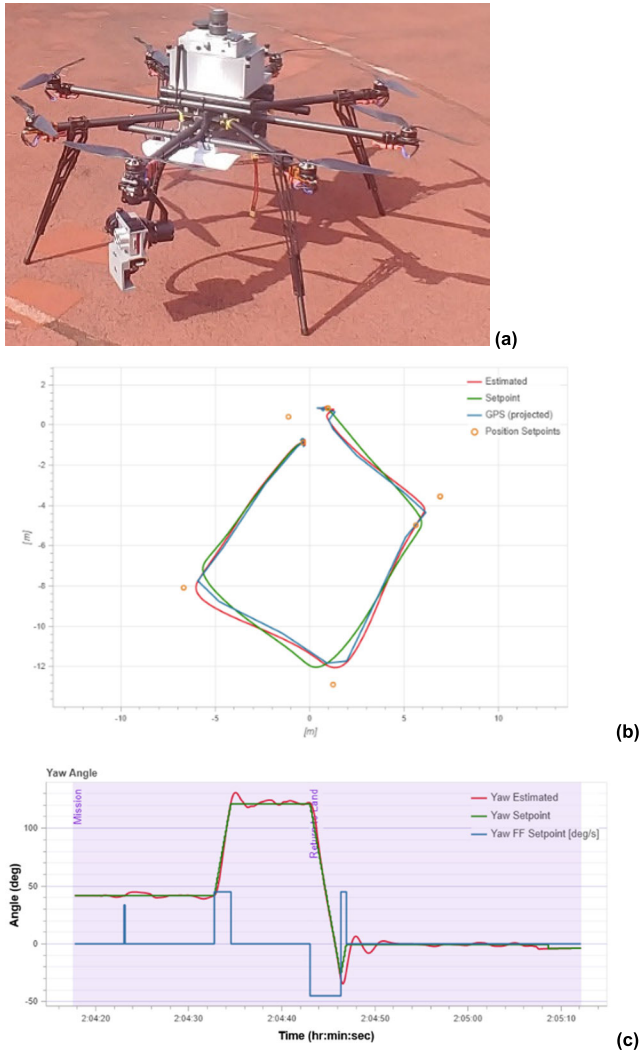 (a)
2
0
-2
-4
-6
-8
-10
-12
[m]
-10
-5
0
5
10
[m]
Estimated
Setpoint
GPS (projected)
Position Setpoints
(b)
Yaw Angle
Mission
Return
Land
Yaw Estimated
Yaw Setpoint
Yaw FF Setpoint [deg/s]
100
50
0
-50
Angle (deg)
2:04:20
2:04:30
2:04:40
2:04:50
2:05:00
2:05:10
Time (hr:min:sec)
(c)